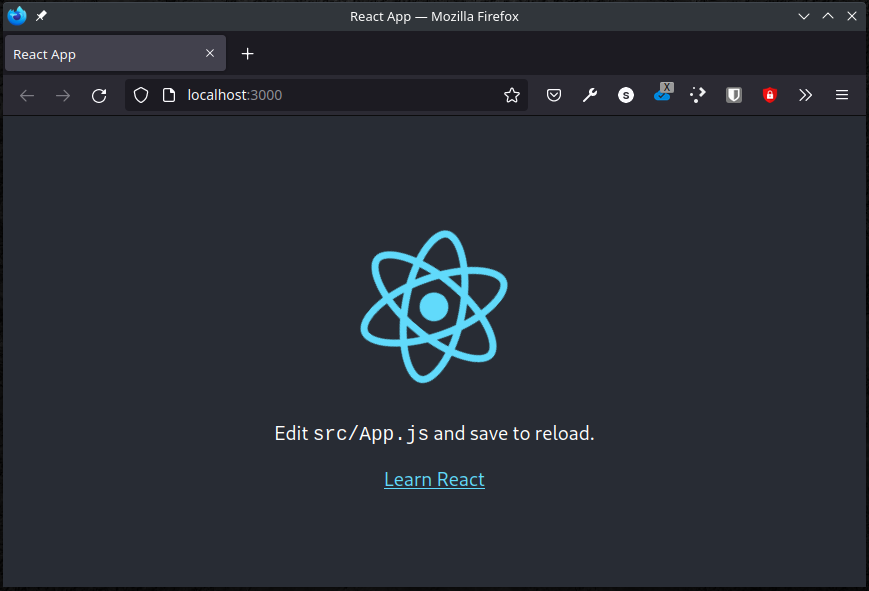 React App — Mozilla Firefox
React App
localhost:3000
S
X
Edit src/App.js and save to reload.
Learn React